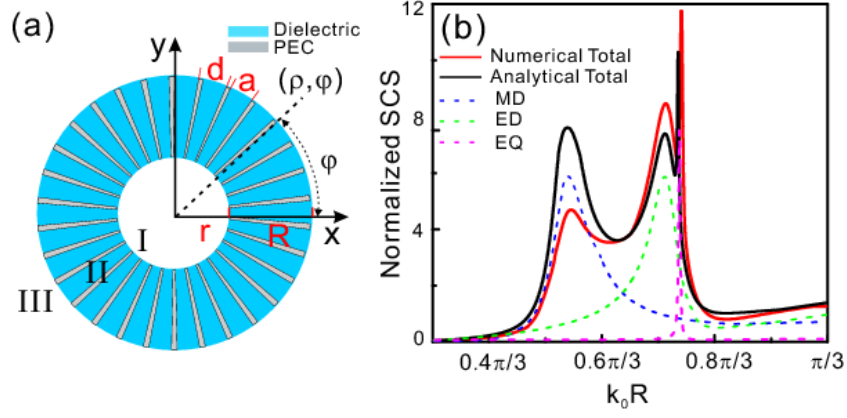 (a)
Dielectric
PEC
y
d
a
(ρ,φ)
φ
I
r
R
x
II
III
(b)
Normalized SCS
12
8
4
0
Numerical Total
Analytical Total
MD
ED
EQ
0.4π/3
0.6π/3
0.8π/3
π/3
k₀R